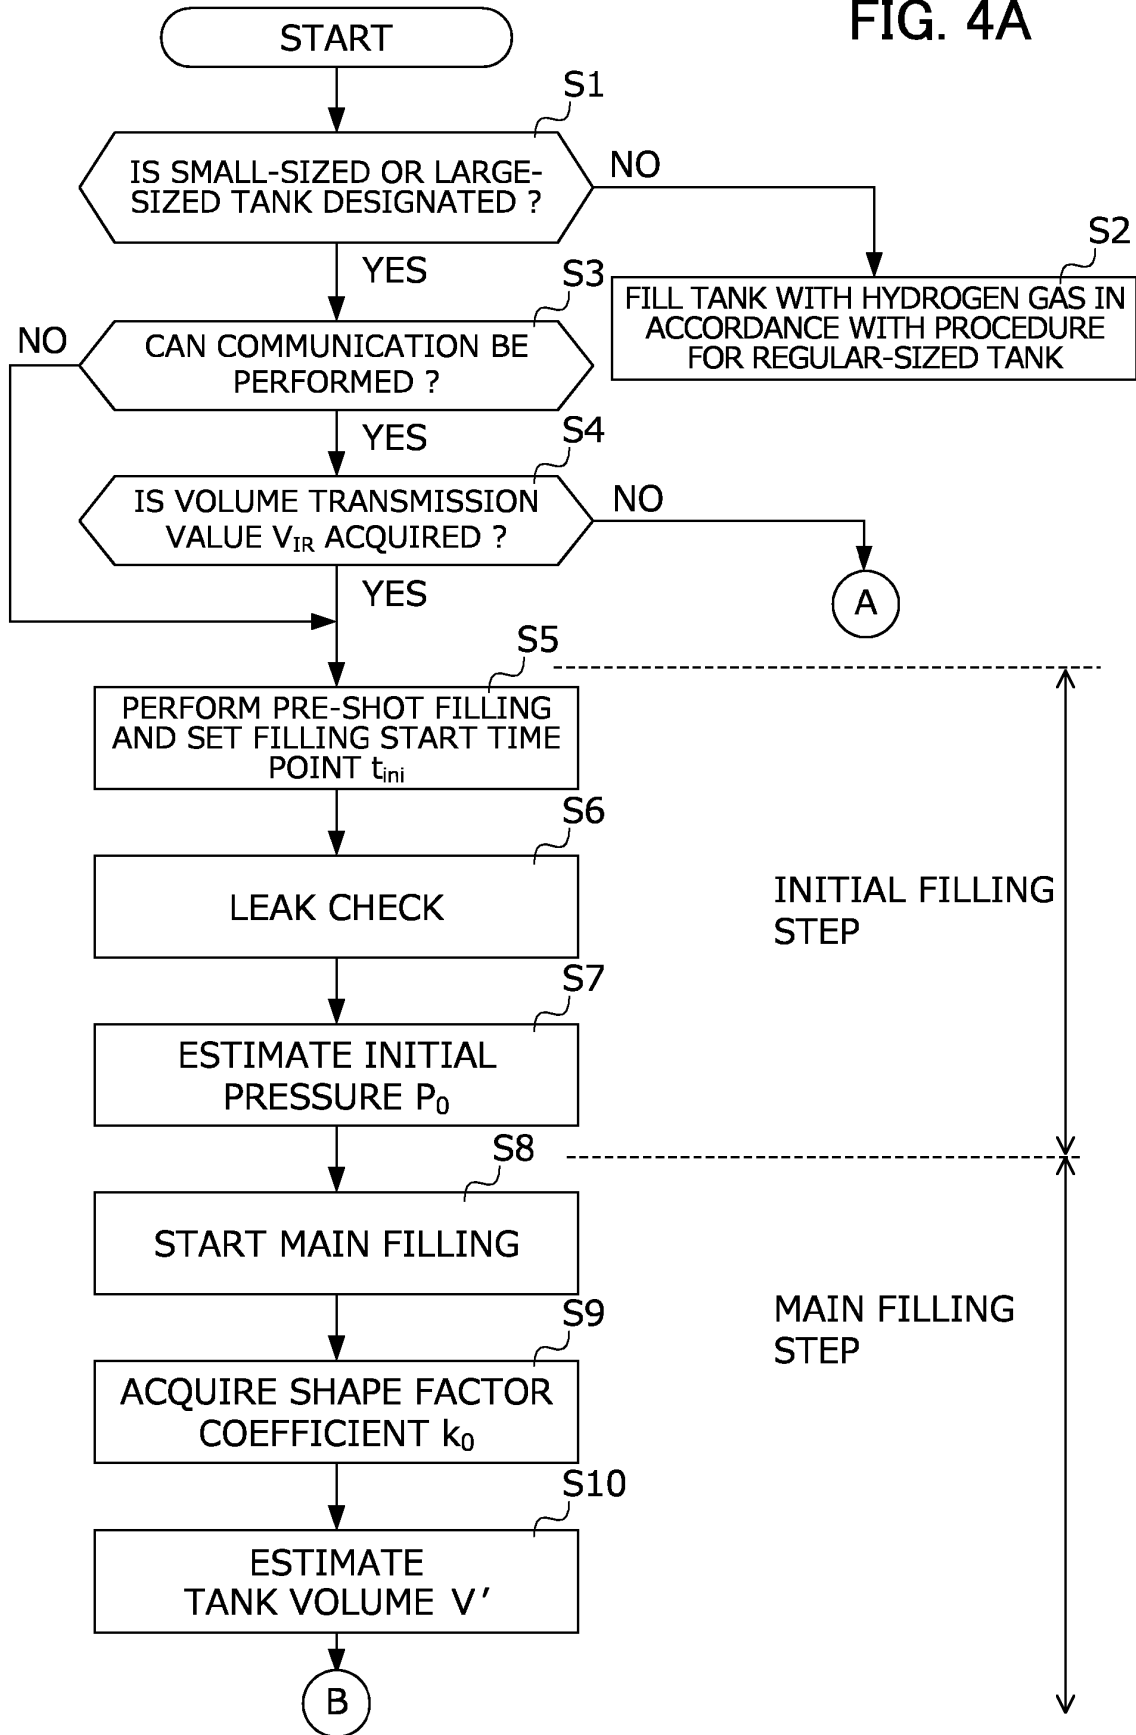 FIG. 4A
START
S1
IS SMALL-SIZED OR LARGE-
SIZED TANK DESIGNATED ?
NO
YES
S2
FILL TANK WITH HYDROGEN GAS IN
ACCORDANCE WITH PROCEDURE
FOR REGULAR-SIZED TANK
S3
CAN COMMUNICATION BE
PERFORMED ?
NO
YES
S4
IS VOLUME TRANSMISSION
VALUE VIR ACQUIRED ?
NO
A
YES
S5
PERFORM PRE-SHOT FILLING
AND SET FILLING START TIME
POINT tini
S6
LEAK CHECK
INITIAL FILLING
STEP
S7
ESTIMATE INITIAL
PRESSURE P0
S8
START MAIN FILLING
MAIN FILLING
STEP
S9
ACQUIRE SHAPE FACTOR
COEFFICIENT k0
S10
ESTIMATE
TANK VOLUME V'
B